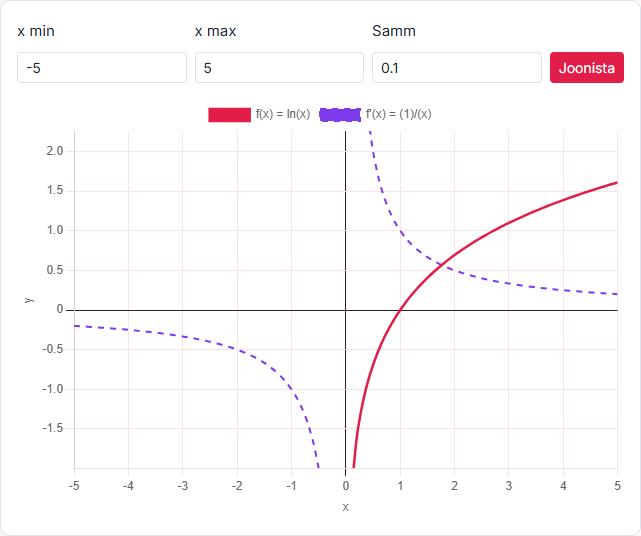 x min x max Samm
-5 5 0.1 Joonista
f(x) = ln(x) f'(x) = (1)/(x)
2.0
1.5
1.0
0.5
0
-0.5
-1.0
-1.5
y
-5 -4 -3 -2 -1 0 1 2 3 4 5
x